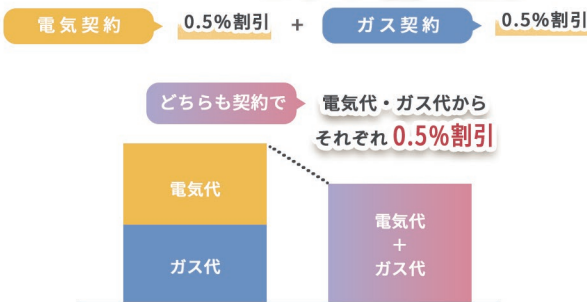 電気契約 0.5%割引 + ガス契約 0.5%割引
どちらも契約で 電気代・ガス代から
それぞれ 0.5%割引
電気代
ガス代
電気代
+
ガス代